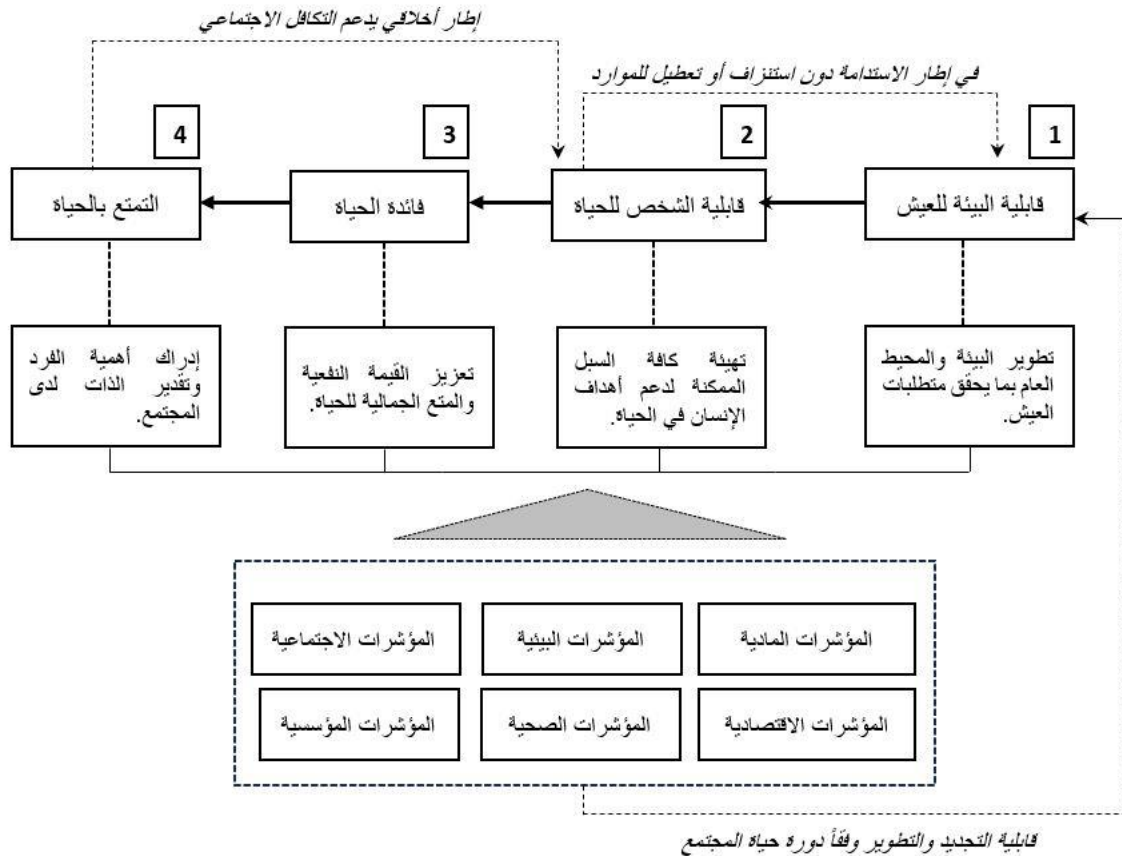 إطار أخلاقي يدعم التكافل الاجتماعي
في إطار الاستدامة دون استنزاف أو تعطيل للموارد
1
2
3
4
قابلية البيئة للعيش
قابلية الشخص للحياة
فائدة الحياة
التمتع بالحياة
تطوير البيئة والمحيط
العام بما يحقق متطلبات
العيش.
تهيئة كافة السبل
الممكنة لدعم أهداف
الإنسان في الحياة.
تعزيز القيمة النفعية
والمتع الجمالية للحياة.
إدراك أهمية الفرد
وتقدير الذات لدى
المجتمع.
المؤشرات المادية
المؤشرات البيئية
المؤشرات الاجتماعية
المؤشرات الاقتصادية
المؤشرات الصحية
المؤشرات المؤسسية
قابلية التجديد والتطوير وفقاً دورة حياة المجتمع